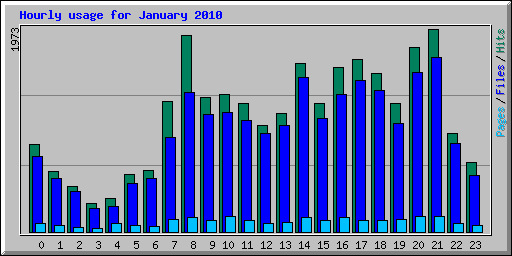 Hourly usage for January 2010
1973
Pages/Files/Hits
0 1 2 3 4 5 6 7 8 9 10 11 12 13 14 15 16 17 18 19 20 21 22 23